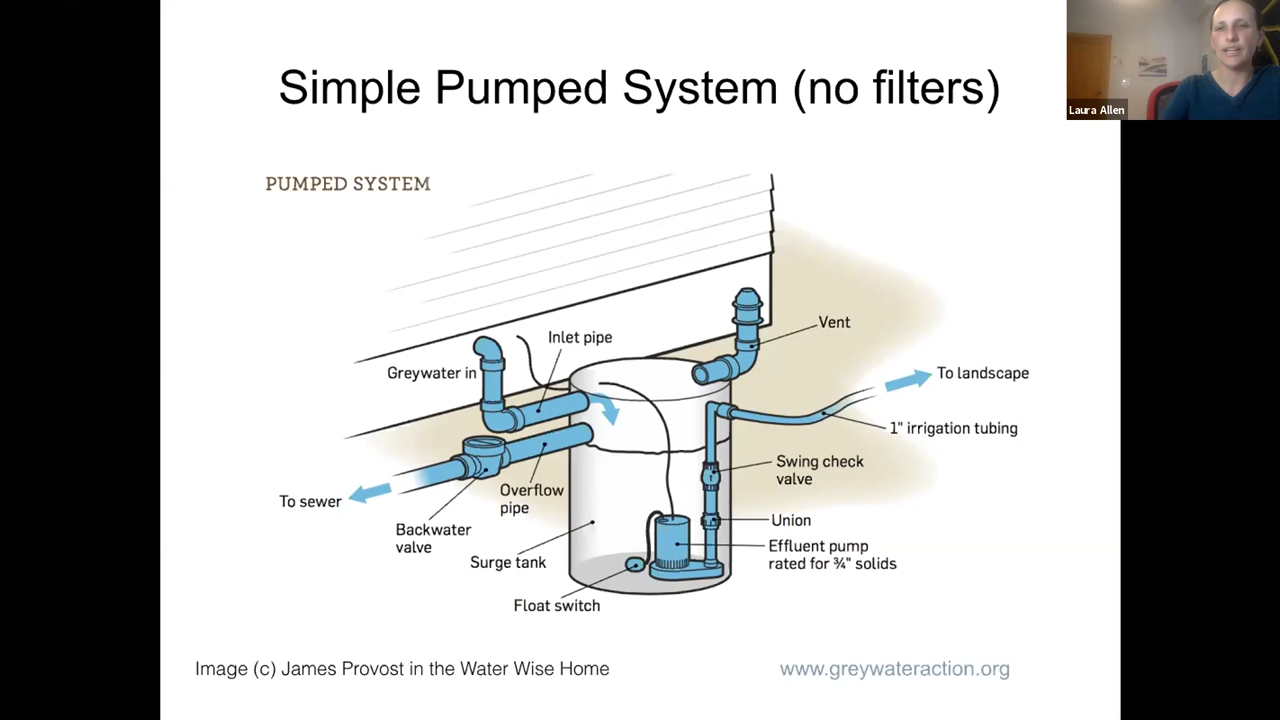 Simple Pumped System (no filters)
Laura Allen
PUMPED SYSTEM
Inlet pipe
Vent
Greywater in
To landscape
1" irrigation tubing
Swing check
valve
To sewer
Overflow
pipe
Backwater
valve
Union
Surge tank
Effluent pump
rated for ¾" solids
Float switch
Image (c) James Provost in the Water Wise Home
www.greywateraction.org